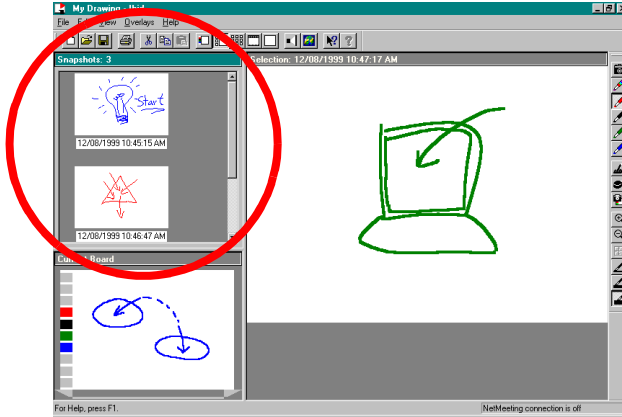 My Drawing - Ibid
File Edit View Overlays Help
Snapshots: 3
Start
12/08/1999 10:45:15 AM
12/08/1999 10:46:47 AM
Current Board
Selection: 12/08/1999 10:47:17 AM
For Help, press F1.
NetMeeting connection is off